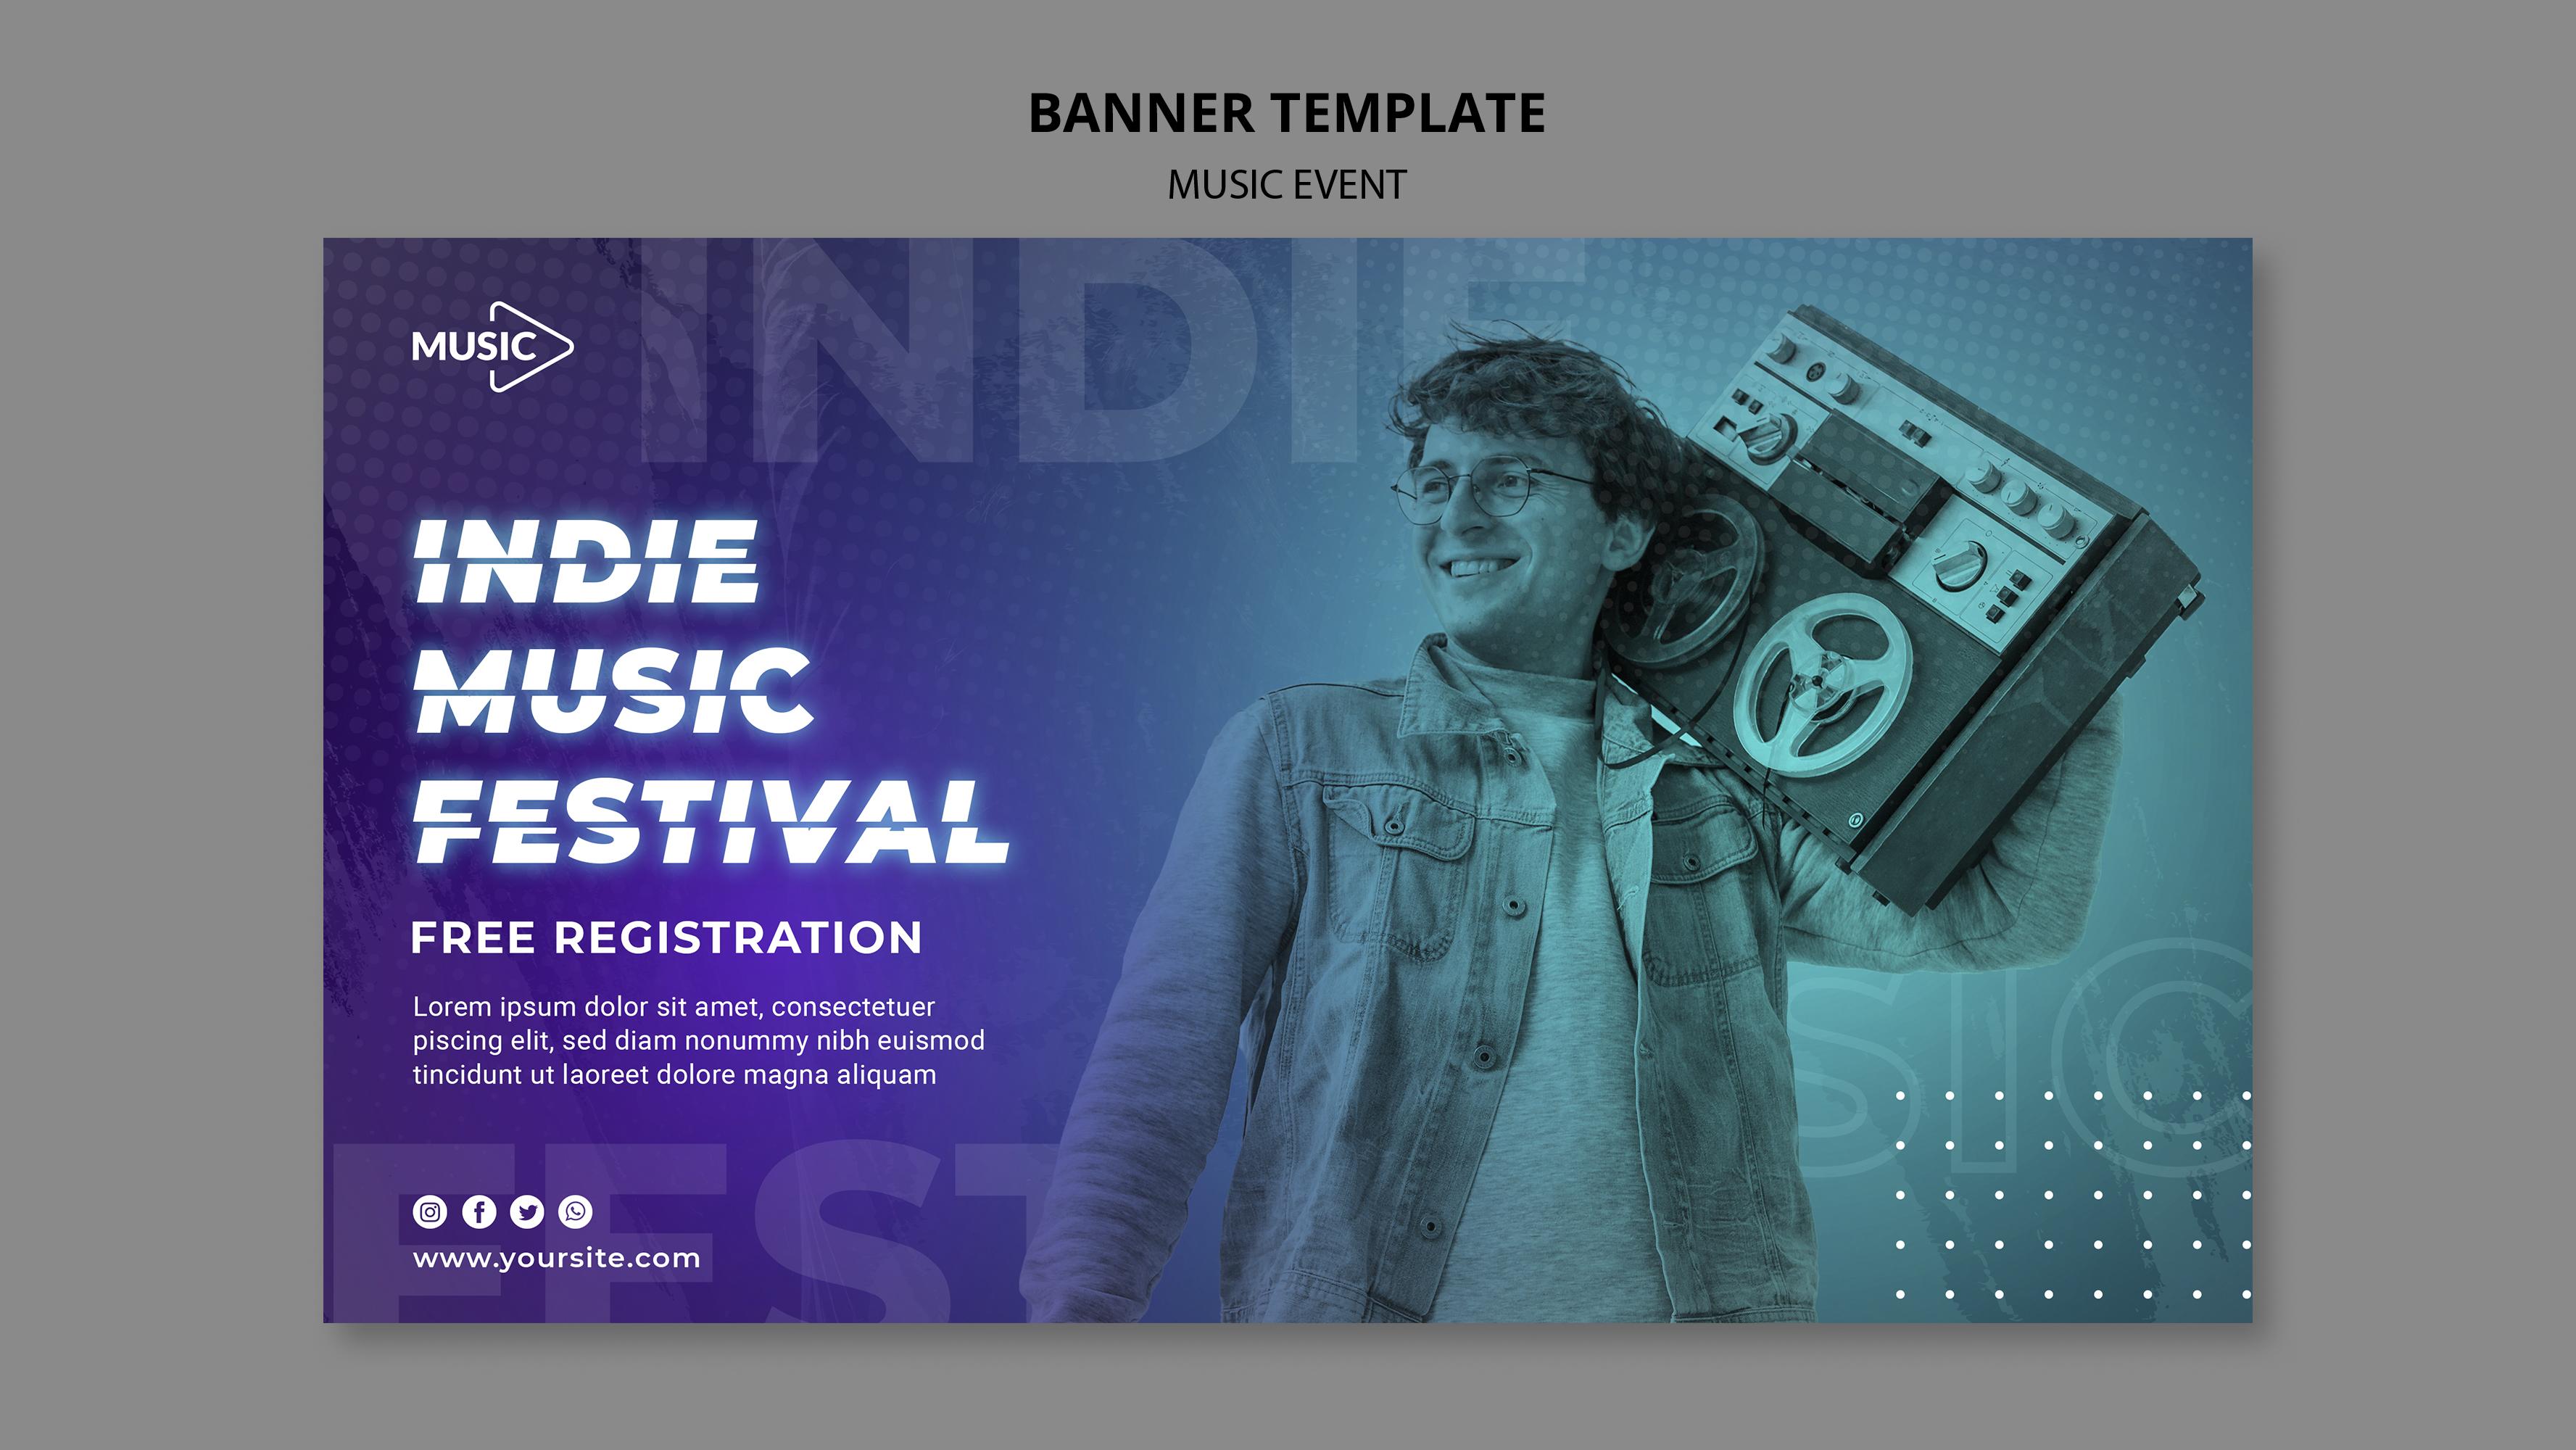 BANNER TEMPLATE
MUSIC EVENT
INDIE
MUSIC
INDIE
MUSIC
FESTIVAL
FREE REGISTRATION
Lorem ipsum dolor sit amet, consectetuer
piscing elit, sed diam nonummy nibh euismod
tincidunt ut laoreet dolore magna aliquam
SIC
FEST
www.yoursite.com